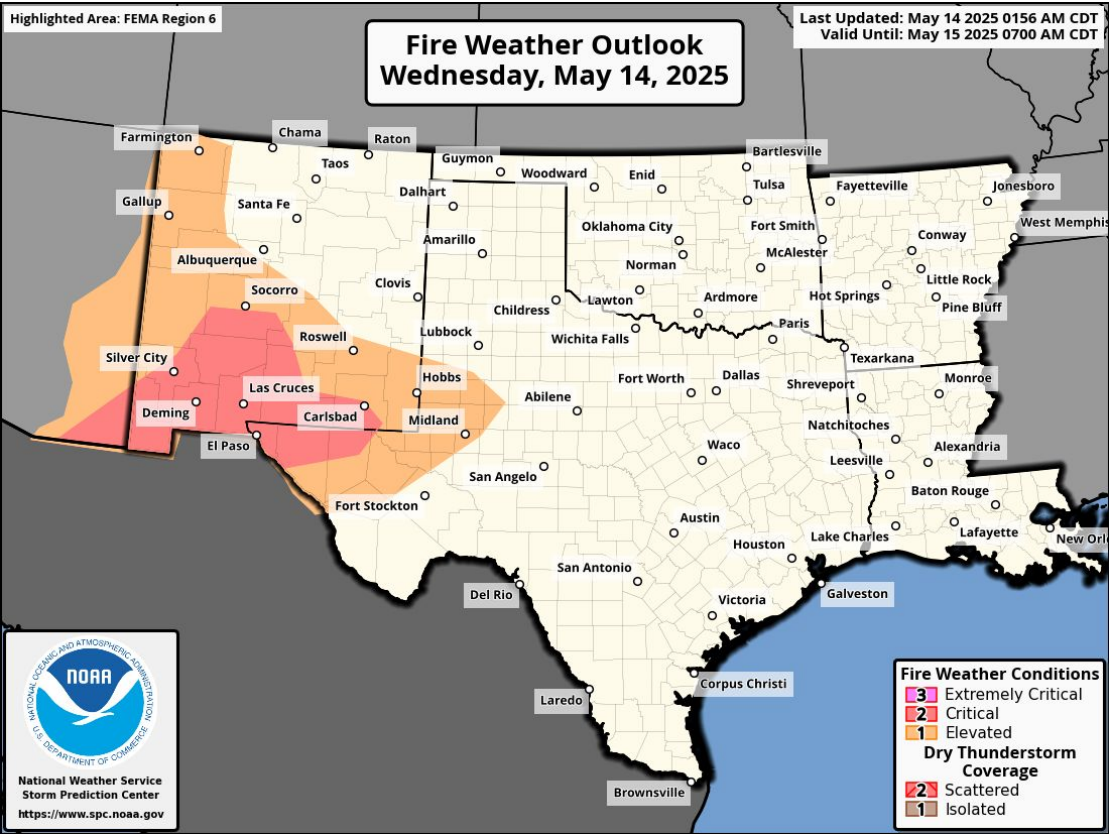 Highlighted Area: FEMA Region 6
Fire Weather Outlook
Wednesday, May 14, 2025
Last Updated: May 14 2025 0156 AM CDT
Valid Until: May 15 2025 0700 AM CDT
Farmington
Chama
Raton
Taos
Guymon
Woodward
Enid
Bartlesville
Tulsa
Fayetteville
Jonesboro
Gallup
Santa Fe
Dalhart
West Memphis
Albuquerque
Amarillo
Oklahoma City
Norman
Fort Smith
McAlester
Conway
Little Rock
Socorro
Clovis
Childress
Lawton
Ardmore
Hot Springs
Pine Bluff
Roswell
Lubbock
Wichita Falls
Paris
Texarkana
Silver City
Las Cruces
Hobbs
Fort Worth
Dallas
Shreveport
Monroe
Deming
Carlsbad
Midland
Abilene
Natchitoches
El Paso
San Angelo
Waco
Leesville
Alexandria
Fort Stockton
Austin
Baton Rouge
Houston
Lake Charles
Lafayette
New Orl
Del Rio
San Antonio
Victoria
Galveston
Laredo
Corpus Christi
Brownsville
NATIONAL OCEANIC AND ATMOSPHERIC ADMINISTRATION
NOAA
U.S. DEPARTMENT OF COMMERCE
National Weather Service
Storm Prediction Center
https://www.spc.noaa.gov
Fire Weather Conditions
3 Extremely Critical
2 Critical
1 Elevated
Dry Thunderstorm
Coverage
2 Scattered
1 Isolated